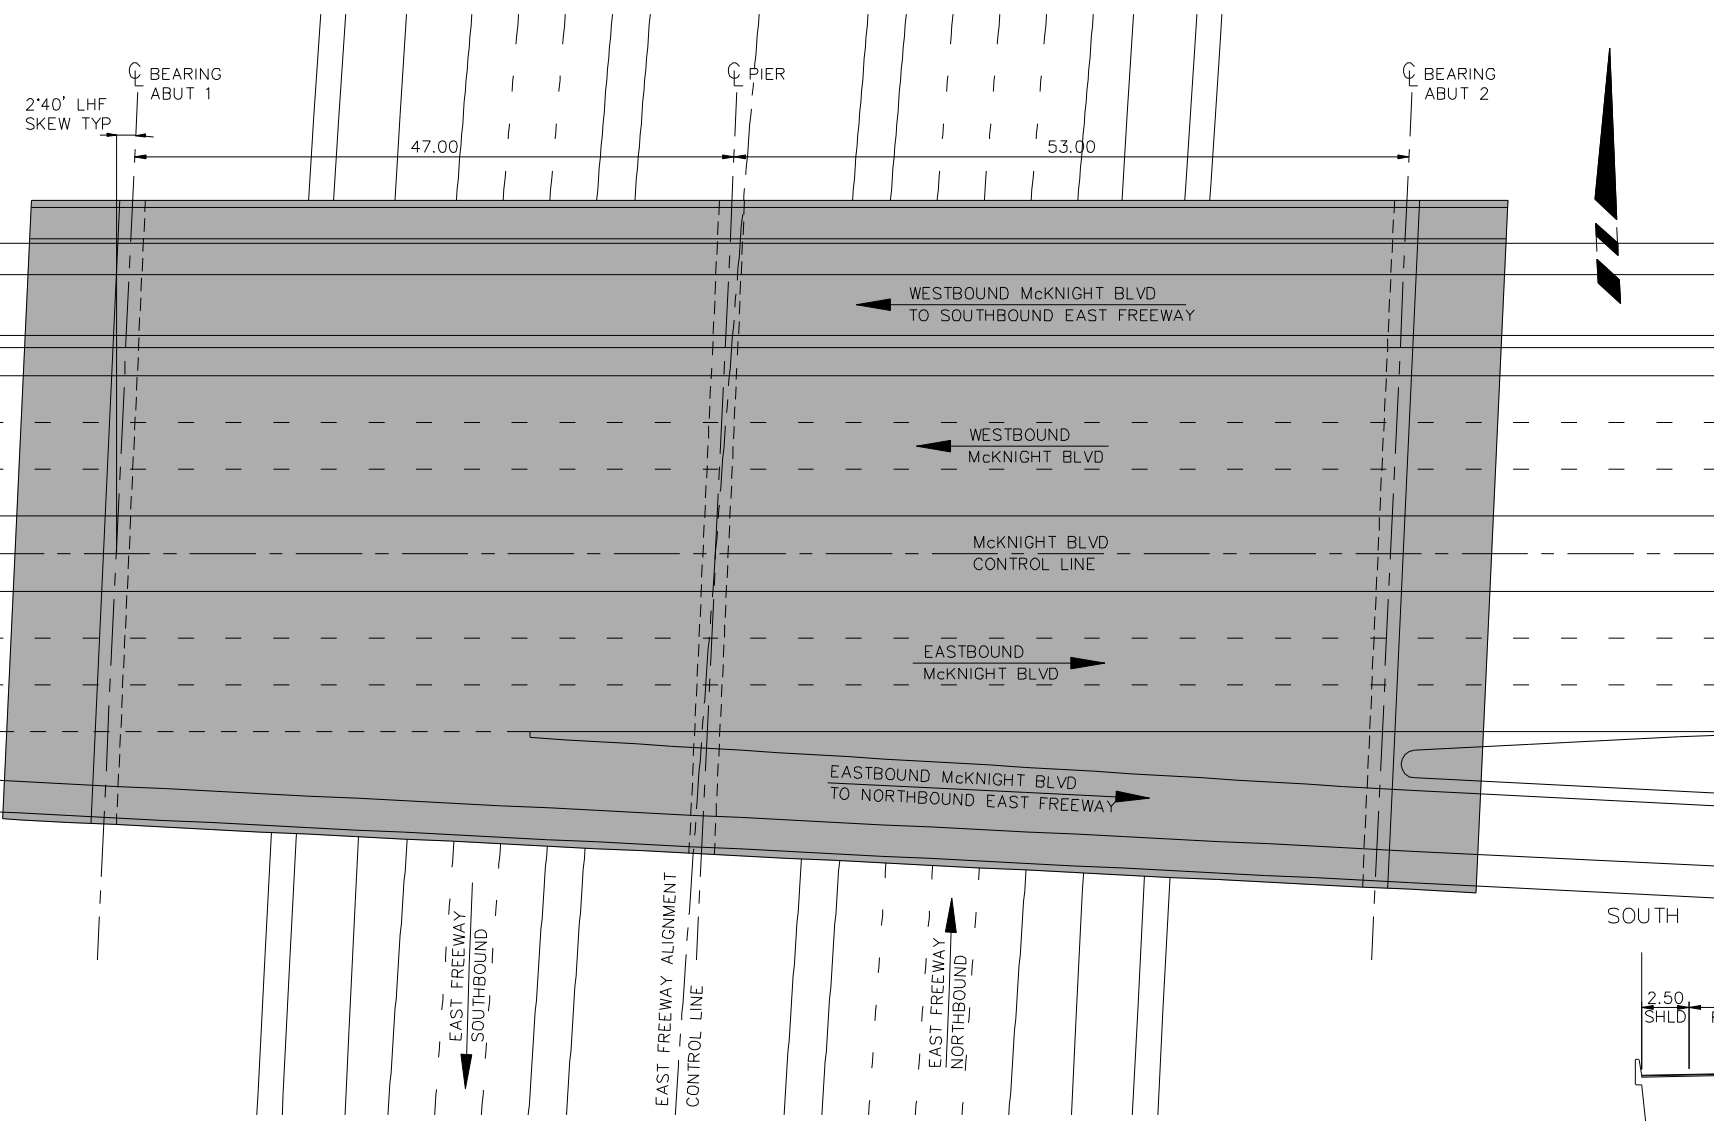 ℄ BEARING
ABUT 1
℄ PIER
℄ BEARING
ABUT 2
2°40' LHF
SKEW TYP
47.00
53.00
WESTBOUND McKNIGHT BLVD
TO SOUTHBOUND EAST FREEWAY
WESTBOUND
McKNIGHT BLVD
McKNIGHT BLVD
CONTROL LINE
EASTBOUND
McKNIGHT BLVD
EASTBOUND McKNIGHT BLVD
TO NORTHBOUND EAST FREEWAY
EAST FREEWAY
SOUTHBOUND
EAST FREEWAY ALIGNMENT
CONTROL LINE
EAST FREEWAY
NORTHBOUND
SOUTH
2.50
SHLD